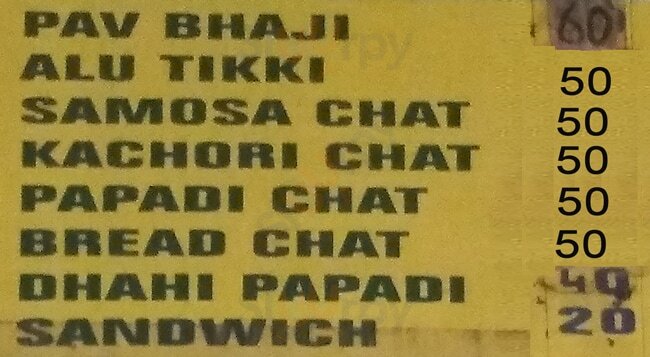 PAV BHAJI 60
ALU TIKKI 50
SAMOSA CHAT 50
KACHORI CHAT 50
PAPADI CHAT 50
BREAD CHAT 50
DHAHI PAPADI 40
SANDWICH 20